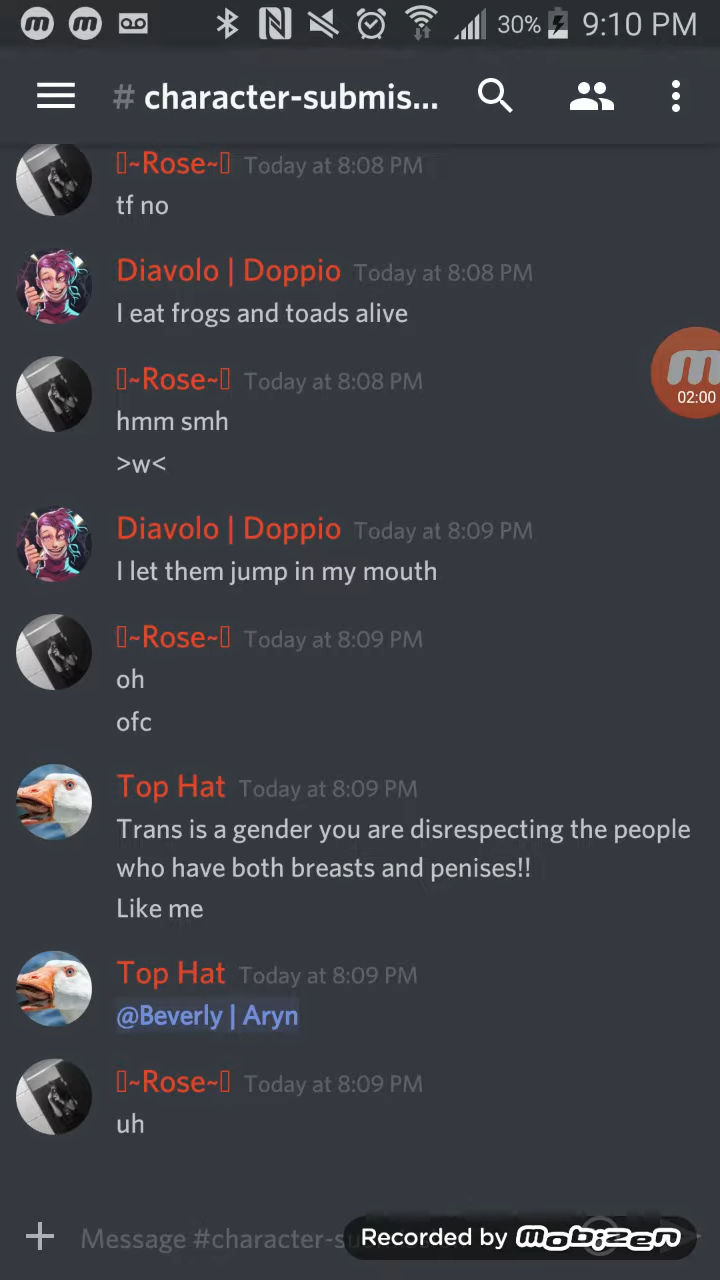 30% 9:10 PM
# character-submis...
~Rose~ Today at 8:08 PM
tf no
Diavolo | Doppio Today at 8:08 PM
I eat frogs and toads alive
~Rose~ Today at 8:08 PM
hmm smh
>w<
02:00
Diavolo | Doppio Today at 8:09 PM
I let them jump in my mouth
~Rose~ Today at 8:09 PM
oh
ofc
Top Hat Today at 8:09 PM
Trans is a gender you are disrespecting the people
who have both breasts and penises!!
Like me
Top Hat Today at 8:09 PM
@Beverly | Aryn
~Rose~ Today at 8:09 PM
uh
Message #character-s
Recorded by mobizen